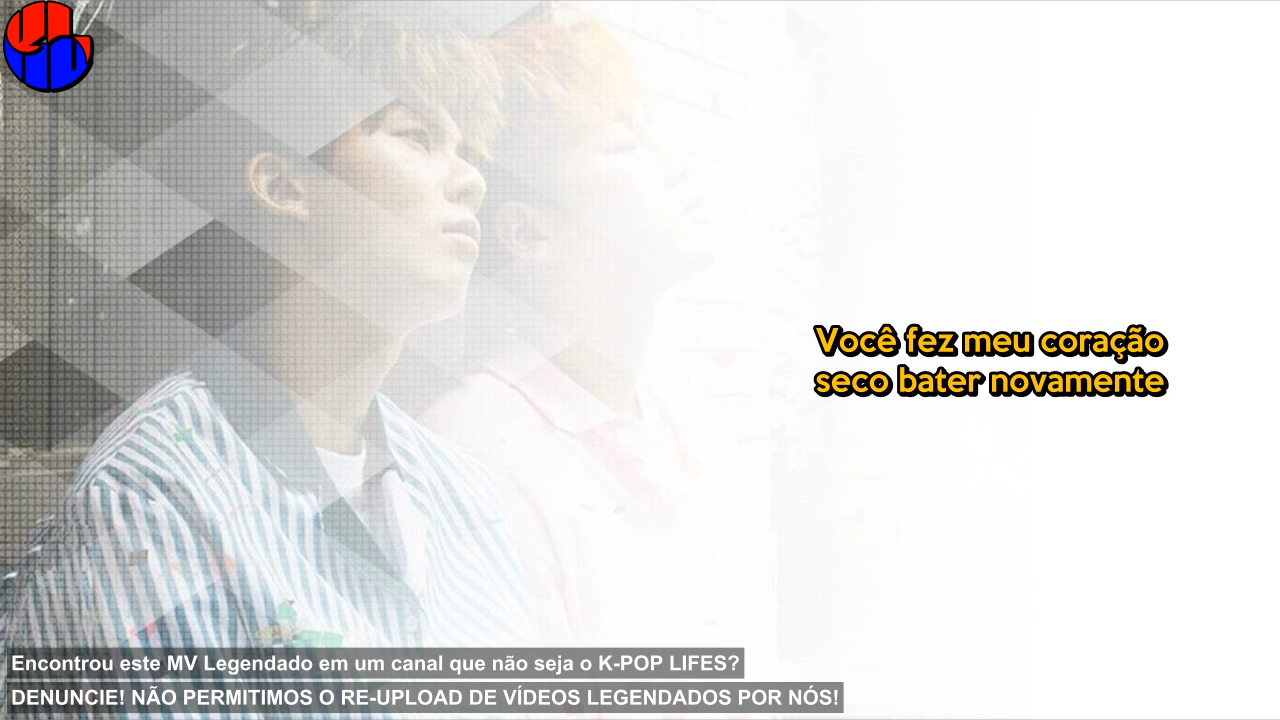 Você fez meu coração
seco bater novamente
Encontrou este MV Legendado em um canal que não seja o K-POP LIFES?
DENUNCIE! NÃO PERMITIMOS O RE-UPLOAD DE VÍDEOS LEGENDADOS POR NÓS!